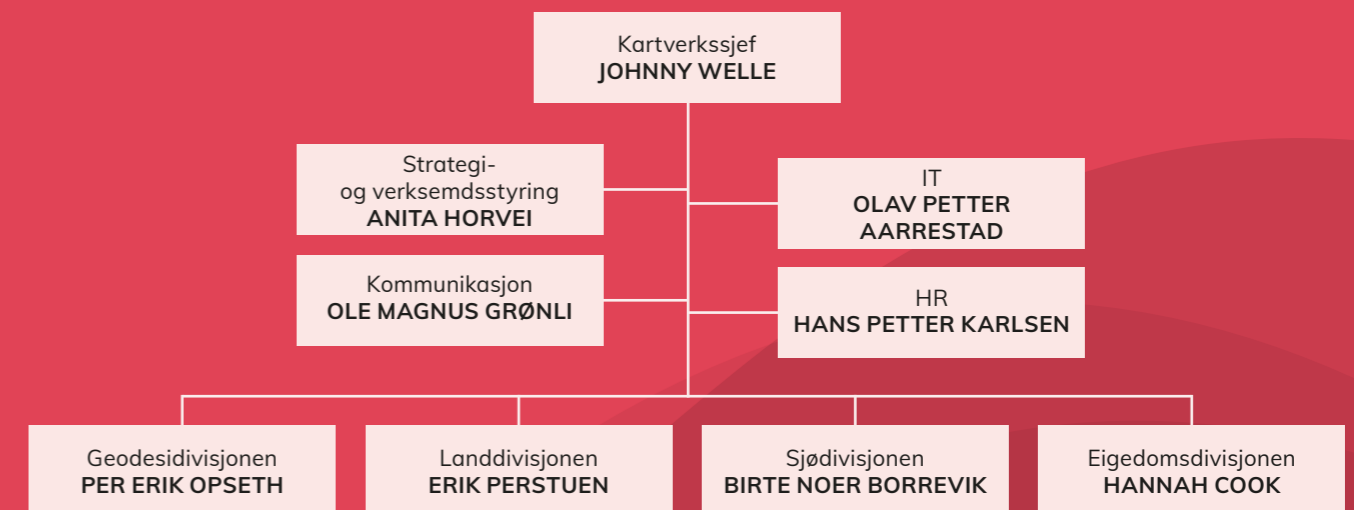 Kartverkssjef
JOHNNY WELLE
Strategi-
og verksemdsstyring
ANITA HORVEI
IT
OLAV PETTER
AARRESTAD
Kommunikasjon
OLE MAGNUS GRØNLI
HR
HANS PETTER KARLSEN
Geodesidivisjonen
PER ERIK OPSETH
Landdivisjonen
ERIK PERSTUEN
Sjødivisjonen
BIRTE NOER BORREVIK
Eigedomsdivisjonen
HANNAH COOK